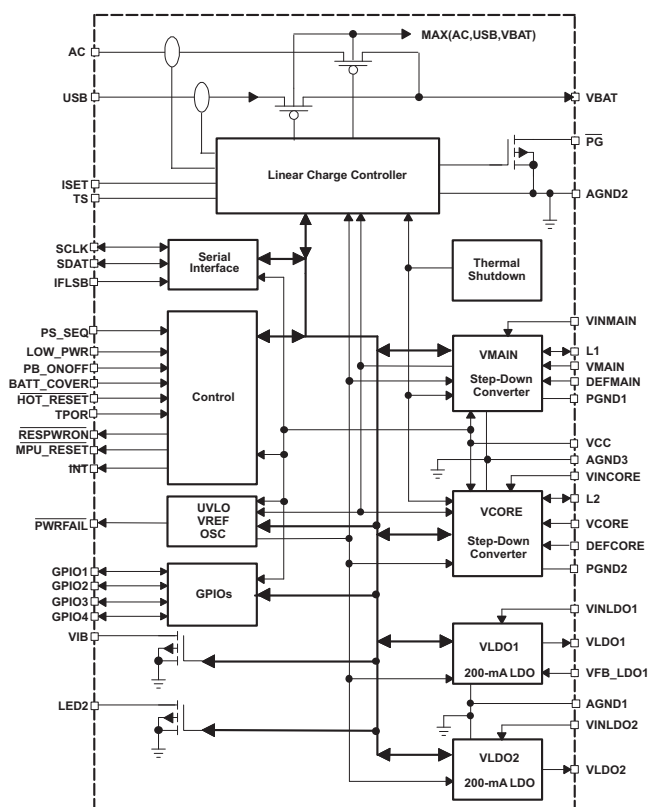 MAX(AC,USB,VBAT)
AC
USB
VBAT
PG
Linear Charge Controller
ISET
TS
AGND2
SCLK
SDAT
IFLSB
Serial
Interface
Thermal
Shutdown
PS_SEQ
LOW_PWR
PB_ONOFF
BATT_COVER
HOT_RESET
TPOR
RESPWRON
MPU_RESET
INT
Control
VINMAIN
VMAIN
Step-Down
Converter
L1
VMAIN
DEFMAIN
PGND1
VCC
AGND3
VINCORE
PWRFAIL
UVLO
VREF
OSC
VCORE
Step-Down
Converter
L2
VCORE
DEFCORE
PGND2
GPIO1
GPIO2
GPIO3
GPIO4
GPIOs
VIB
VINLDO1
VLDO1
200-mA LDO
VLDO1
VFB_LDO1
LED2
AGND1
VINLDO2
VLDO2
200-mA LDO
VLDO2